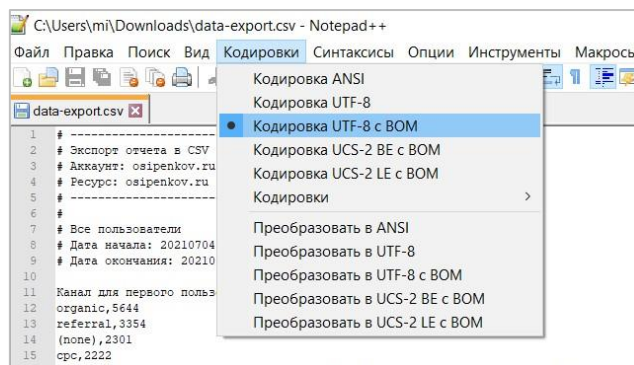 C:\Users\mi\Downloads\data-export.csv - Notepad++
Файл Правка Поиск Вид Кодировки Синтаксисы Опции Инструменты Макросы
data-export.csv
Кодировка ANSI
Кодировка UTF-8
Кодировка UTF-8 с BOM
Кодировка UCS-2 BE с BOM
Кодировка UCS-2 LE с BOM
Кодировки
Преобразовать в ANSI
Преобразовать в UTF-8
Преобразовать в UTF-8 с BOM
Преобразовать в UCS-2 BE с BOM
Преобразовать в UCS-2 LE с BOM
1 # ----------------------
2 # Экспорт отчета в CSV
3 # Аккаунт: osipenkov.ru
4 # Ресурс: osipenkov.ru
5 # ----------------------
6 #
7 # Все пользователи
8 # Дата начала: 20210704
9 # Дата окончания: 20210
10
11 Канал для первого польз
12 organic,5644
13 referral,3354
14 (none),2301
15 cpc,2222